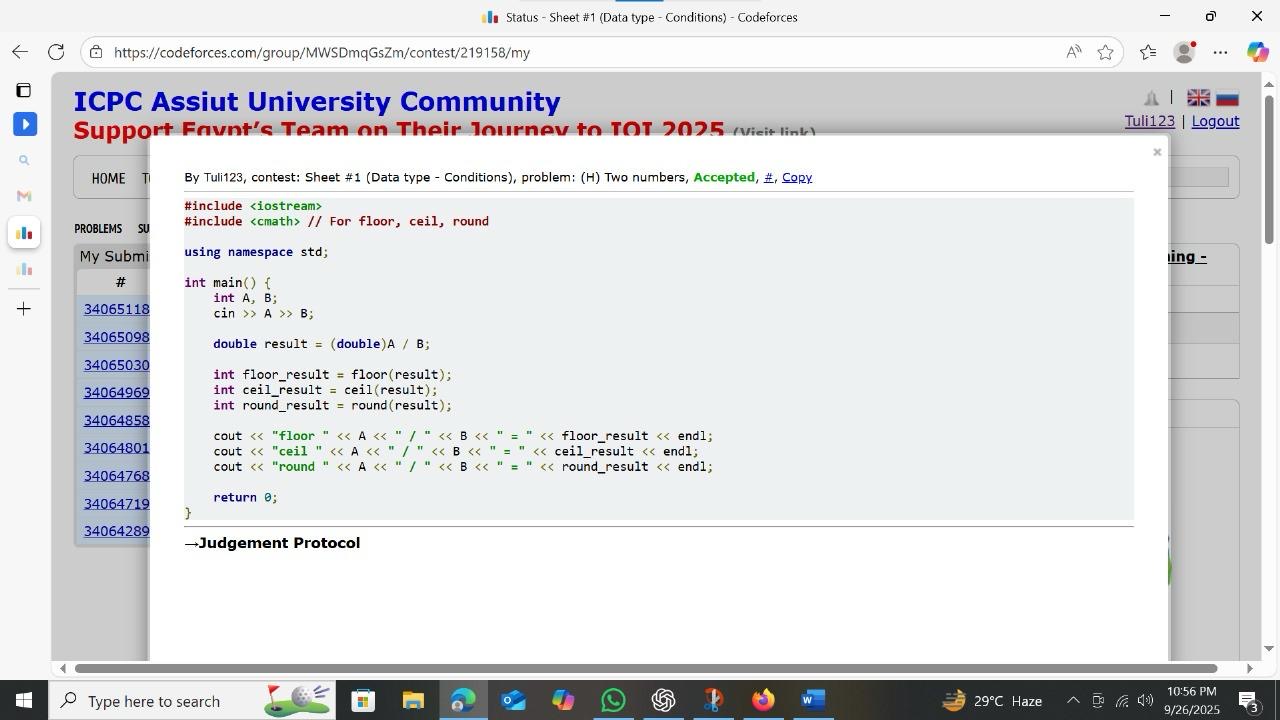 Status - Sheet #1 (Data type - Conditions) - Codeforces
https://codeforces.com/group/MWSDmqGsZm/contest/219158/my
ICPC Assiut University Community
Support Egypt's Team on Their Journey to IOI 2025 (Visit link)
Tuli123 | Logout
HOME
PROBLEMS SU
My Submi
#
34065118
34065098
34065030
34064969
34064858
34064801
34064768
34064719
34064289
ing -
By Tuli123, contest: Sheet #1 (Data type - Conditions), problem: (H) Two numbers, Accepted, #, Copy
#include <iostream>
#include <cmath> // For floor, ceil, round
using namespace std;
int main() {
int A, B;
cin >> A >> B;
double result = (double)A / B;
int floor_result = floor(result);
int ceil_result = ceil(result);
int round_result = round(result);
cout << "floor " << A << " / " << B << " = " << floor_result << endl;
cout << "ceil " << A << " / " << B << " = " << ceil_result << endl;
cout << "round " << A << " / " << B << " = " << round_result << endl;
return 0;
}
→Judgement Protocol
Type here to search
29°C Haze
10:56 PM
9/26/2025
3